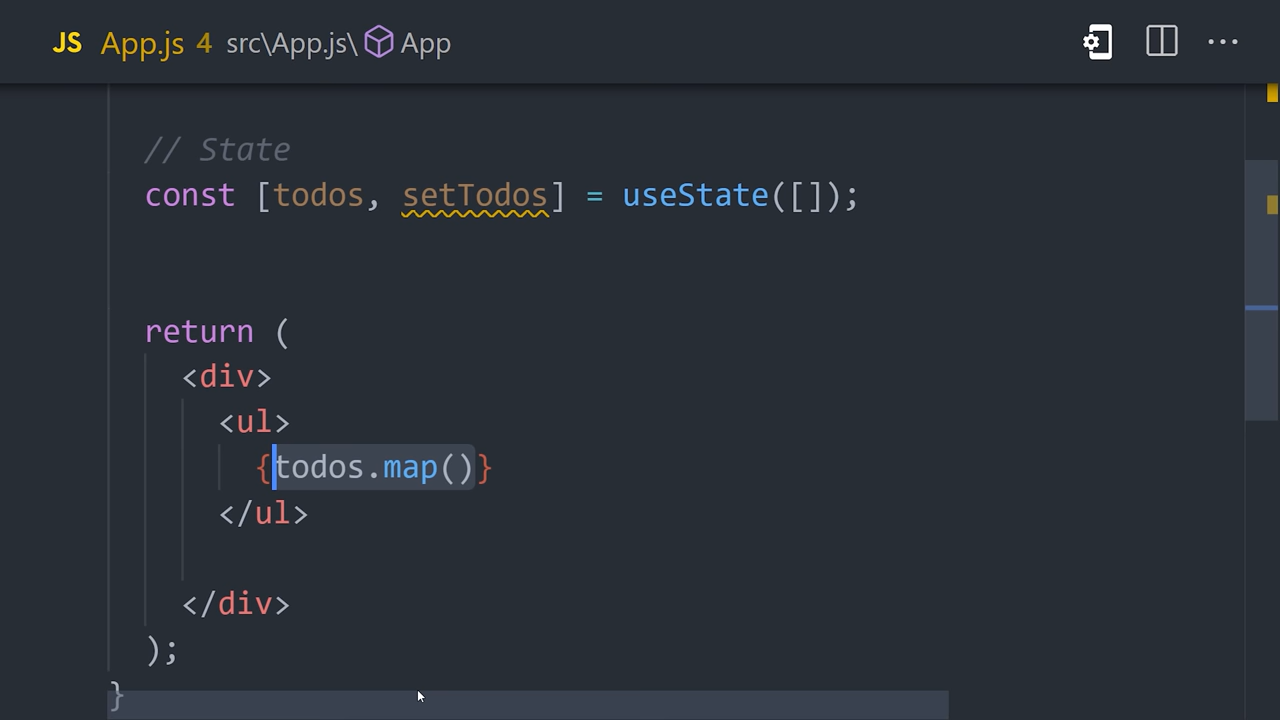 JS App.js 4 src\App.js\ App
// State
const [todos, setTodos] = useState([]);
return (
<div>
<ul>
{todos.map()}
</ul>
</div>
);
}